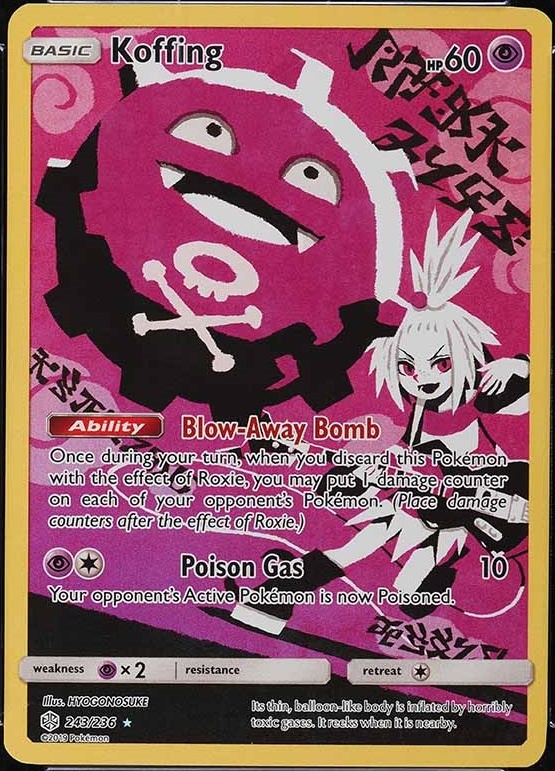 BASIC Koffing HP60
Ability Blow-Away Bomb
Once during your turn, when you discard this Pokémon
with the effect of Roxie, you may put 1 damage counter
on each of your opponent's Pokémon. (Place damage
counters after the effect of Roxie.)
Poison Gas 10
Your opponent's Active Pokémon is now Poisoned.
weakness ×2 resistance retreat
Illus. HYOGONOSUKE
243/236
©2019 Pokémon
Its thin, balloon-like body is inflated by horribly
toxic gases. It reeks when it is nearby.